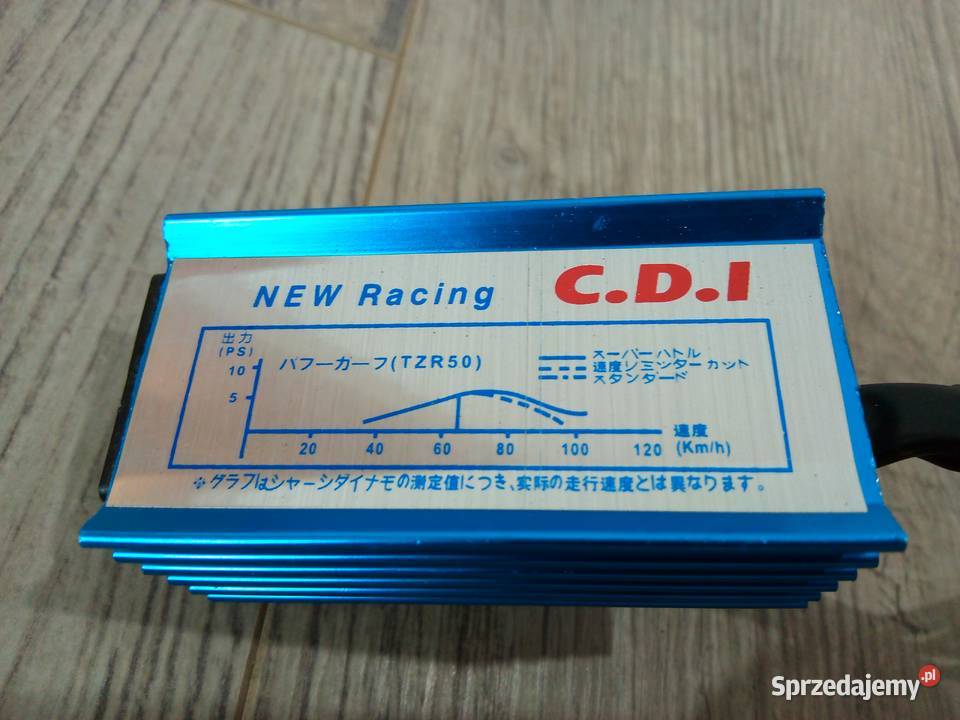 NEW Racing C.D.I
出力
(PS)
10
5
パフーカーフ(TZR50)
スーパーハトル
速度リミッターカット
スタンダード
20 40 60 80 100 120
速度
(Km/h)
※グラフはシャーシダイナモの測定値につき、実际の走行速度とは異なります。
Sprzedajemy.pl